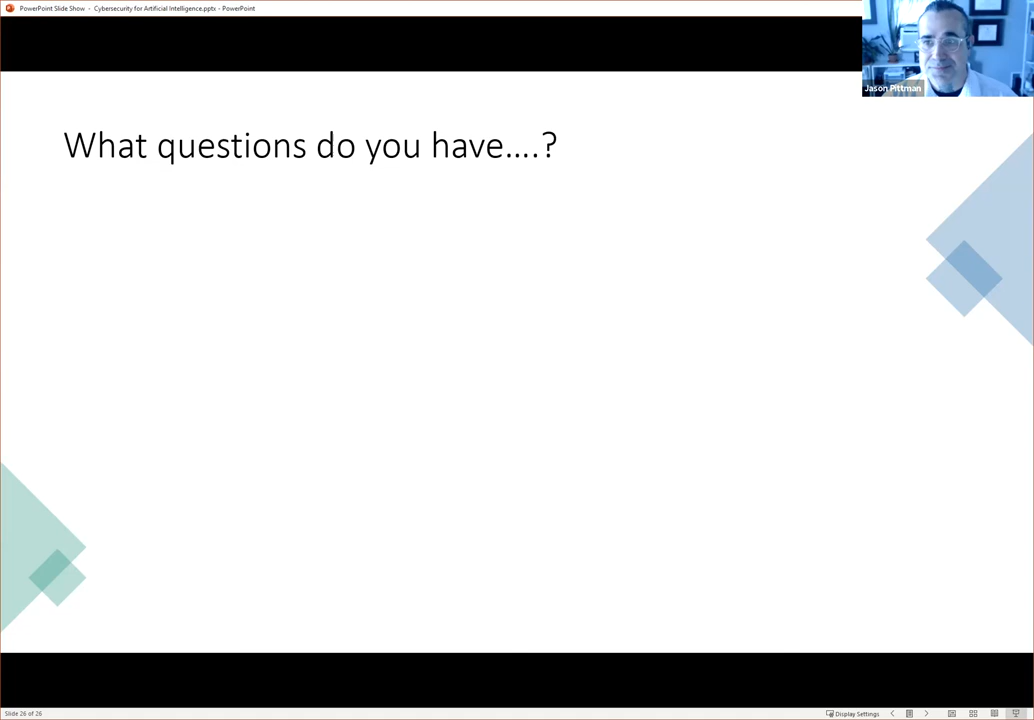 PowerPoint Slide Show - Cybersecurity for Artificial Intelligence.pptx - PowerPoint
Jason Pittman
What questions do you have....?
Slide 26 of 26
Display Settings